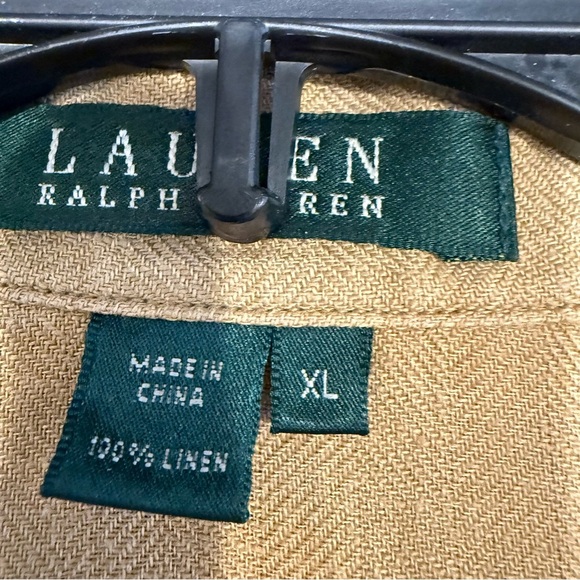 LAU EN
RALPH REN
MADE IN
CHINA
100% LINEN
XL